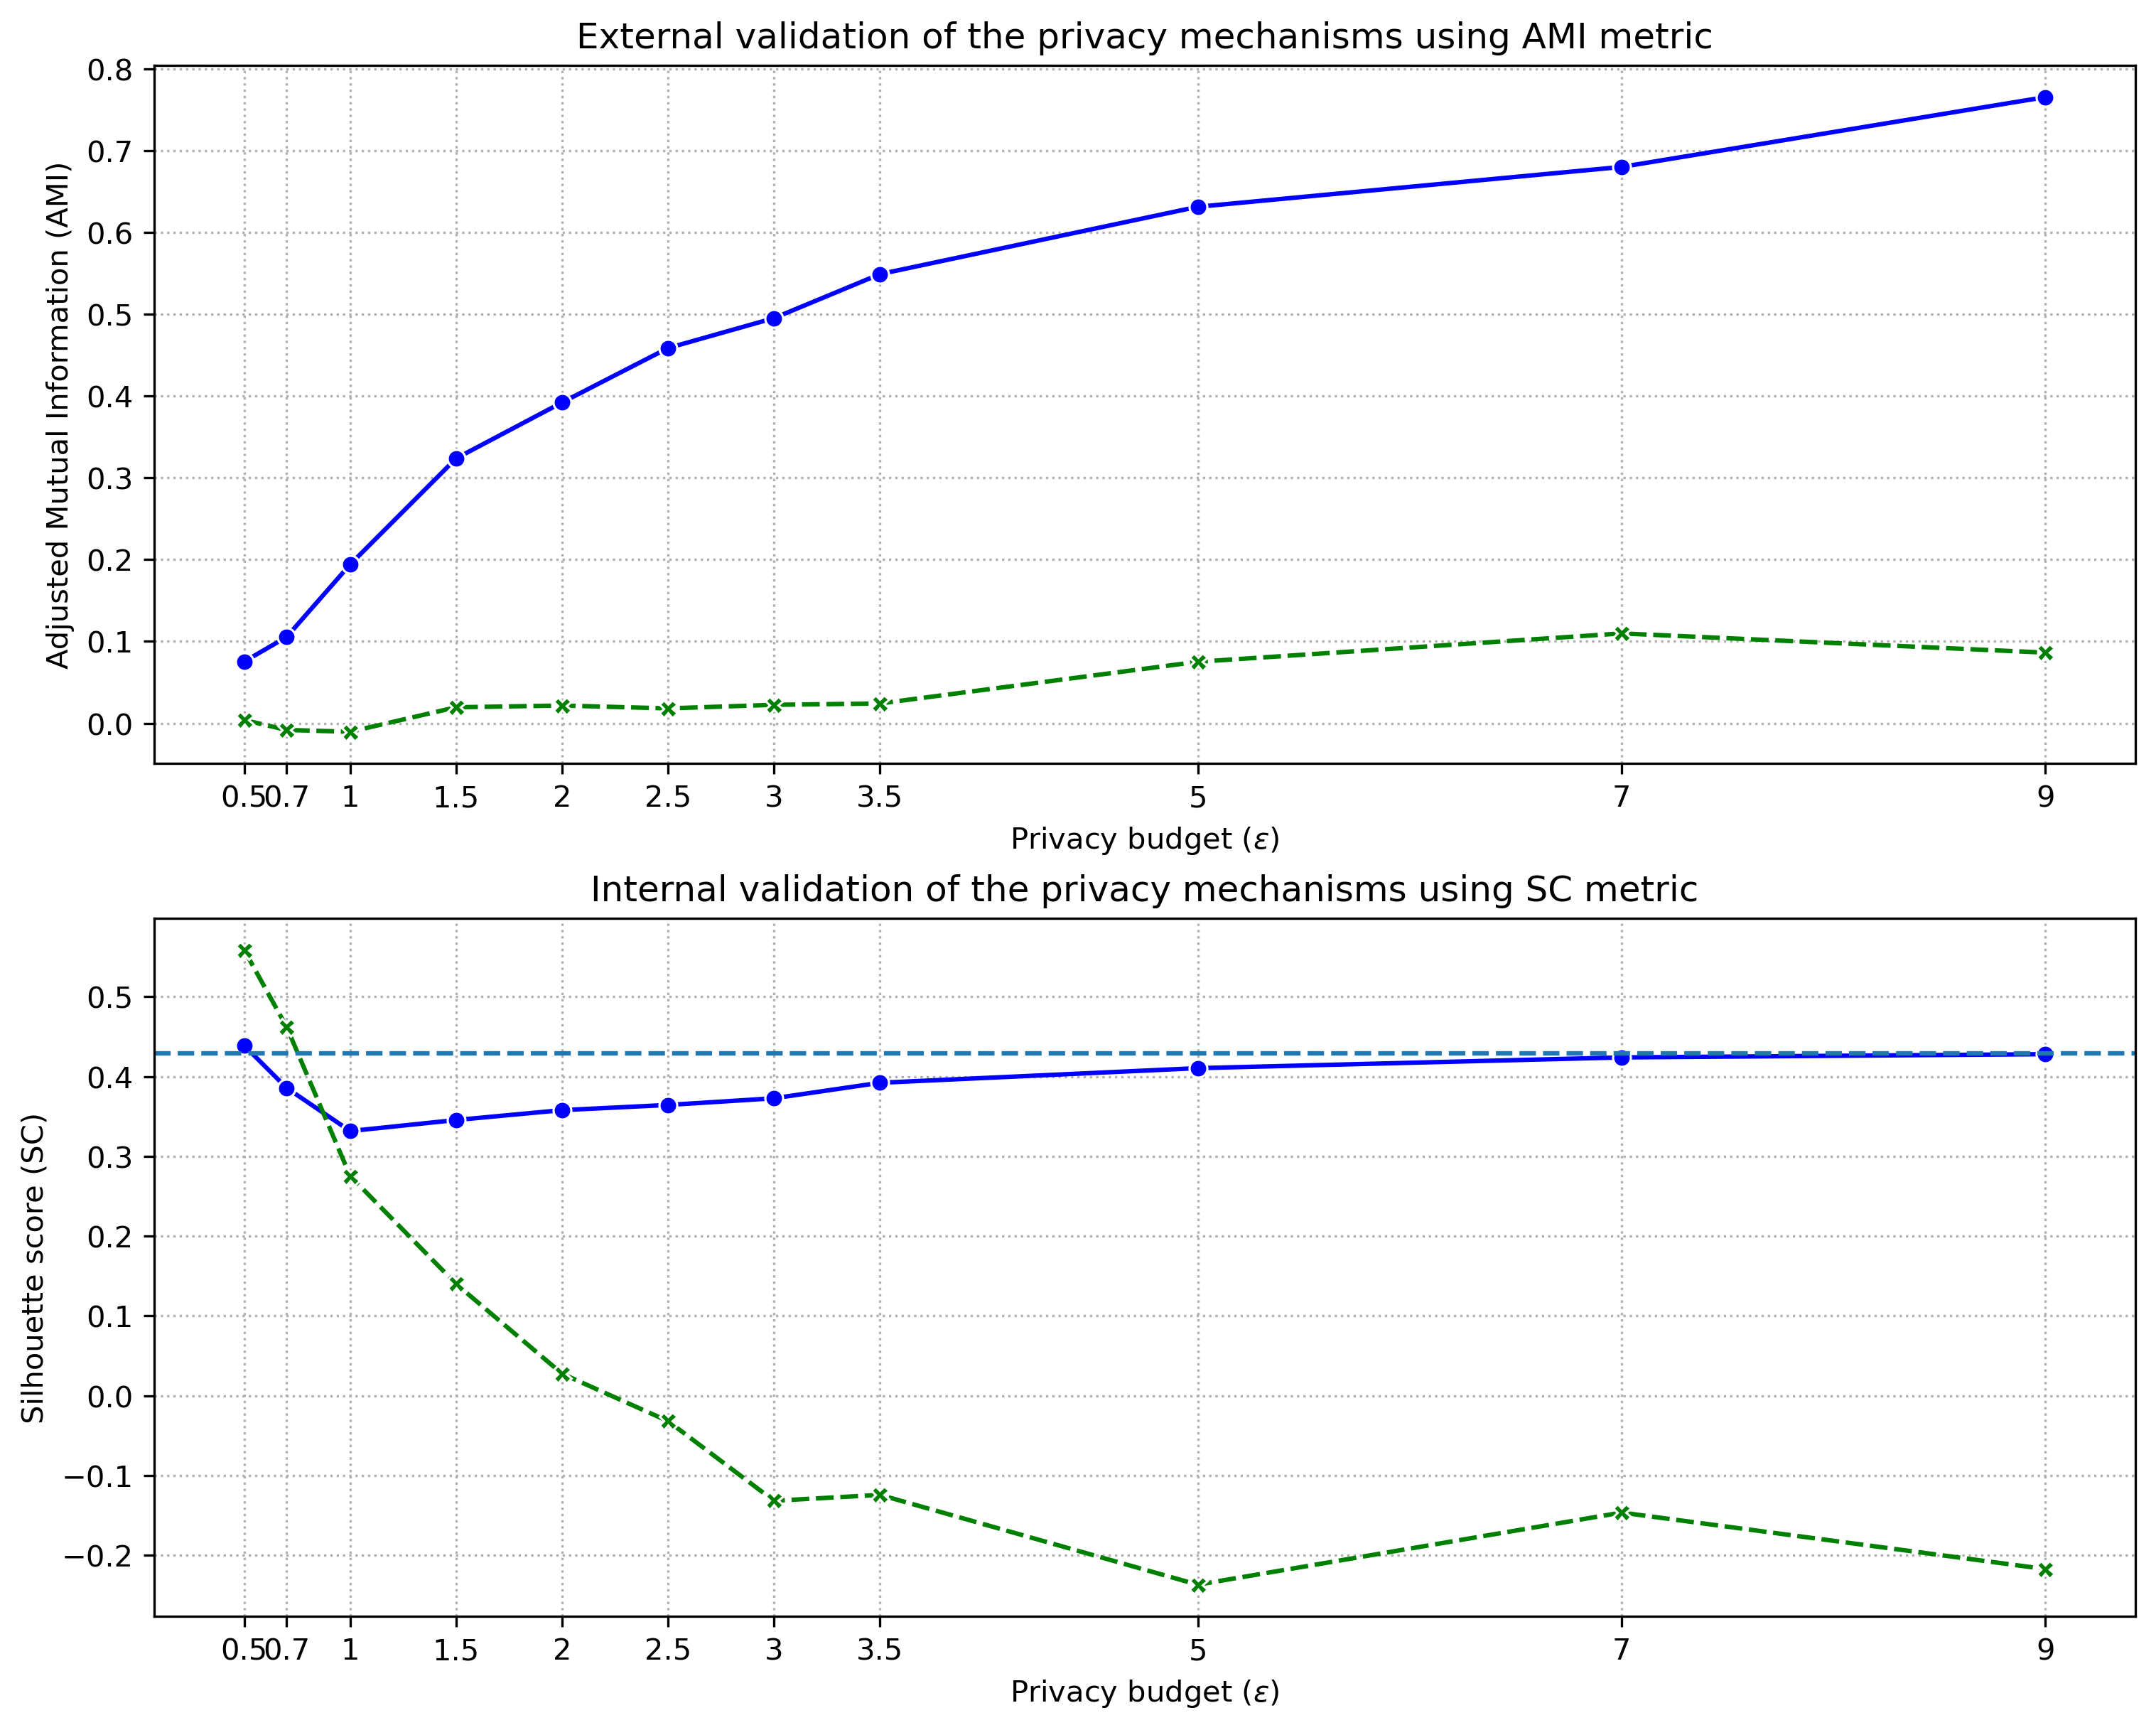 External validation of the privacy mechanisms using AMI metric
Adjusted Mutual Information (AMI)
0.8
0.7
0.6
0.5
0.4
0.3
0.2
0.1
0.0
0.5 0.7 1 1.5 2 2.5 3 3.5 5 7 9
Privacy budget (ε)
Internal validation of the privacy mechanisms using SC metric
Silhouette score (SC)
0.5
0.4
0.3
0.2
0.1
0.0
−0.1
−0.2
0.5 0.7 1 1.5 2 2.5 3 3.5 5 7 9
Privacy budget (ε)